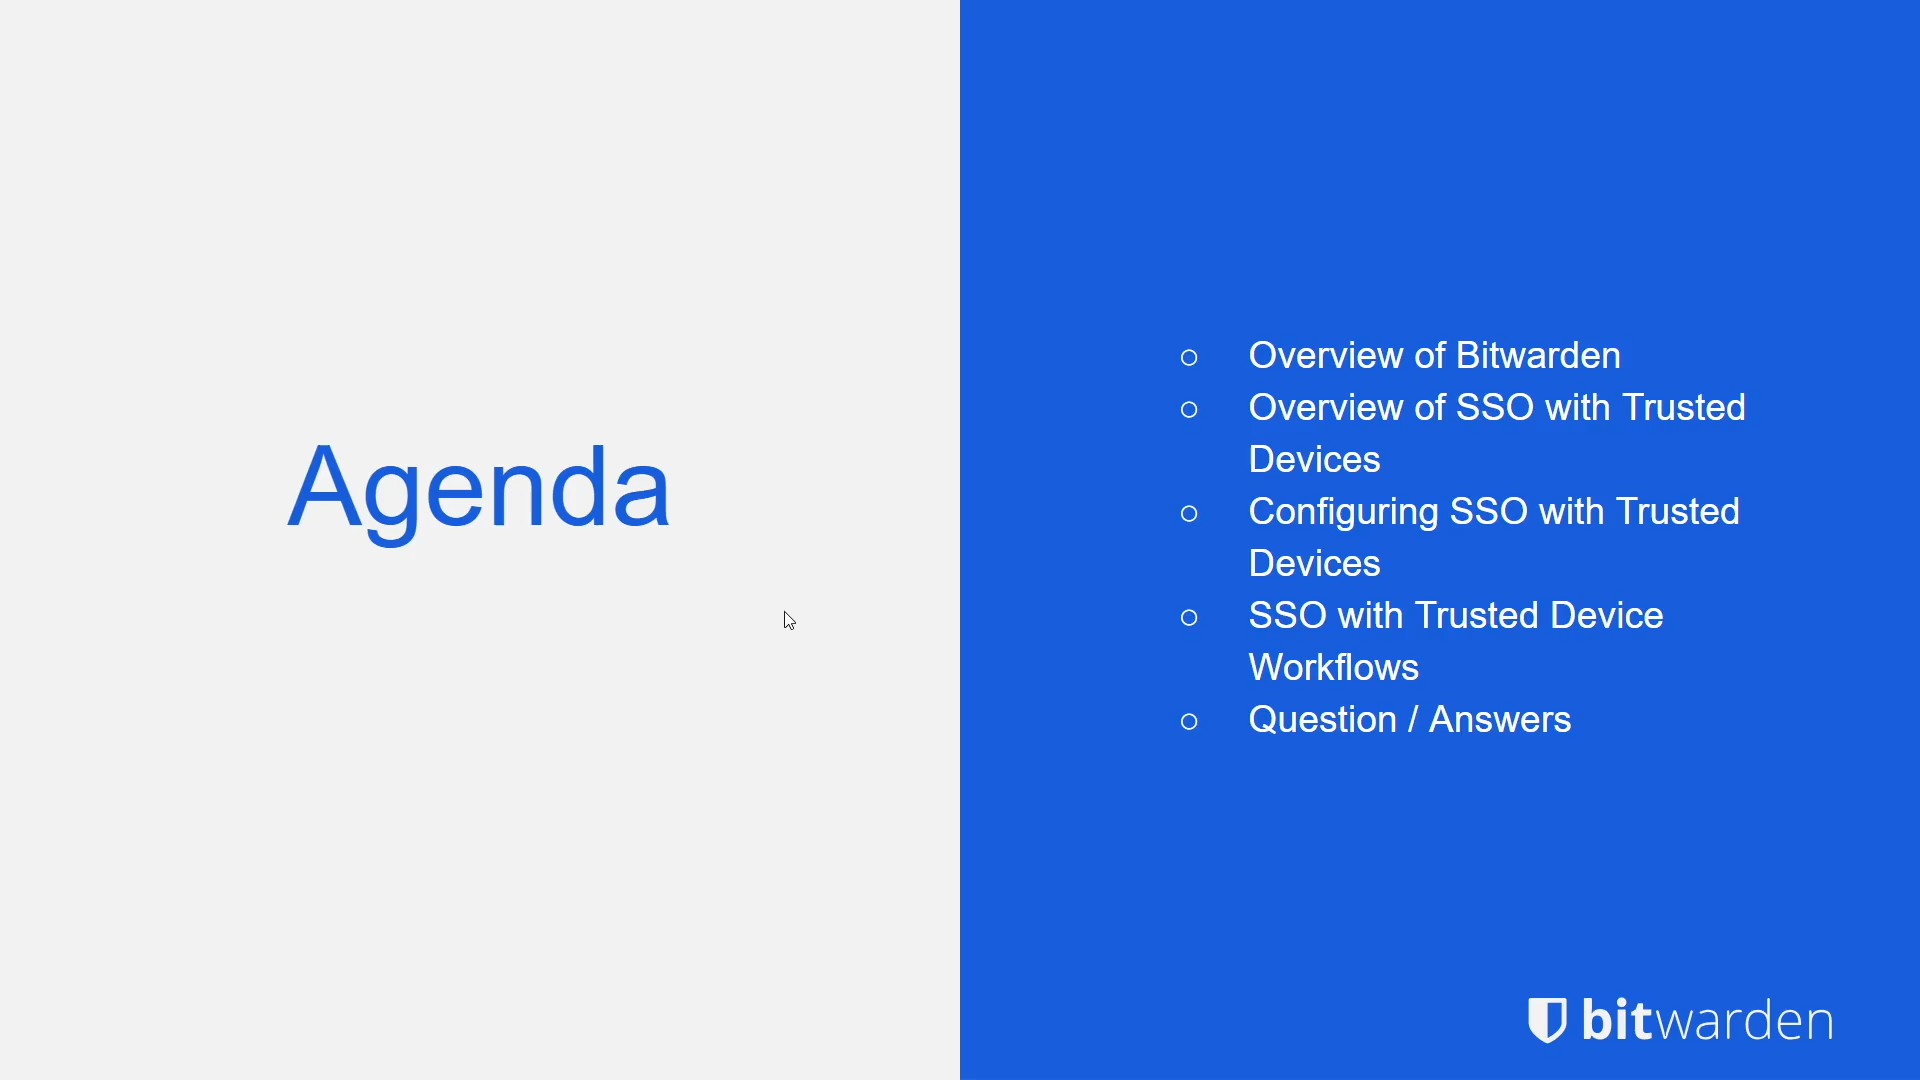 Agenda
○ Overview of Bitwarden
○ Overview of SSO with Trusted
Devices
○ Configuring SSO with Trusted
Devices
○ SSO with Trusted Device
Workflows
○ Question / Answers
bitwarden